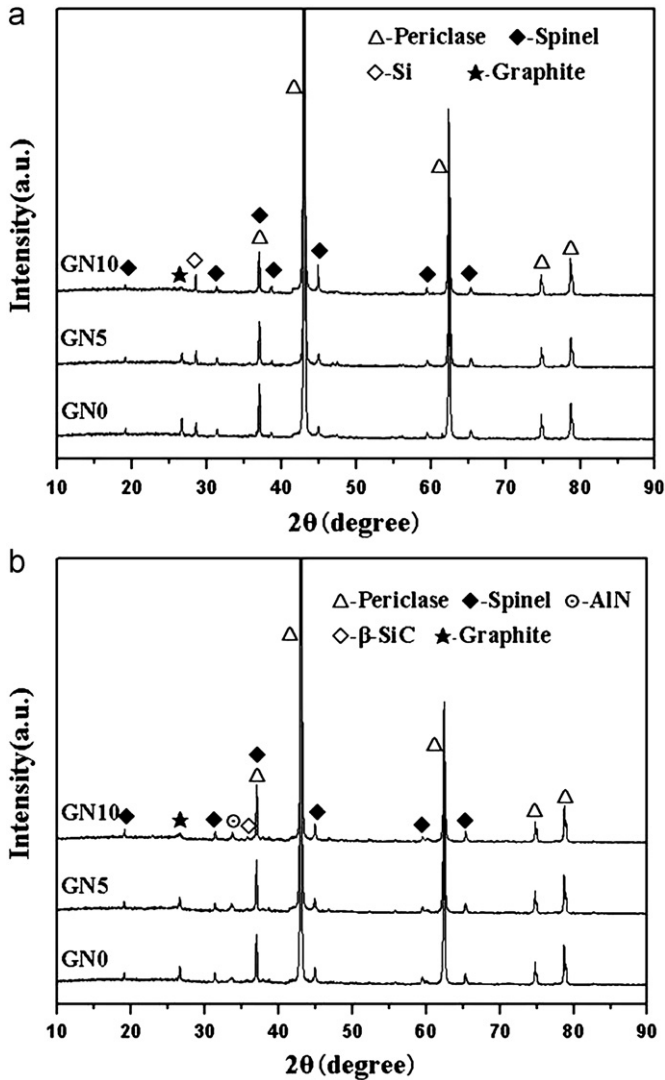 a
△-Periclase ◆-Spinel
◇-Si ★-Graphite
Intensity(a.u.)
GN10
GN5
GN0
10 20 30 40 50 60 70 80 90
2θ(degree)
b
△-Periclase ◆-Spinel ⊙-AlN
◇-β-SiC ★-Graphite
Intensity(a.u.)
GN10
GN5
GN0
10 20 30 40 50 60 70 80 90
2θ(degree)